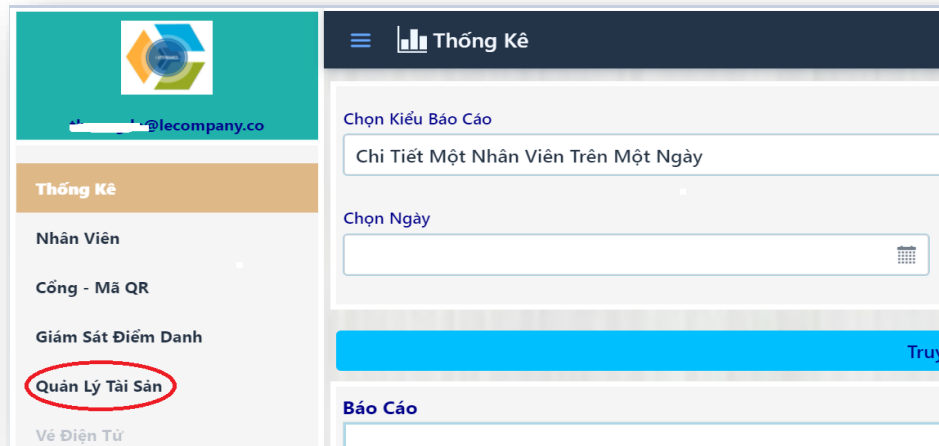 @lecompany.co
Thống Kê
Nhân Viên
Cổng - Mã QR
Giám Sát Điểm Danh
Quản Lý Tài Sản
Vé Điện Tử
Thống Kê
Chọn Kiểu Báo Cáo
Chi Tiết Một Nhân Viên Trên Một Ngày
Chọn Ngày
Báo Cáo